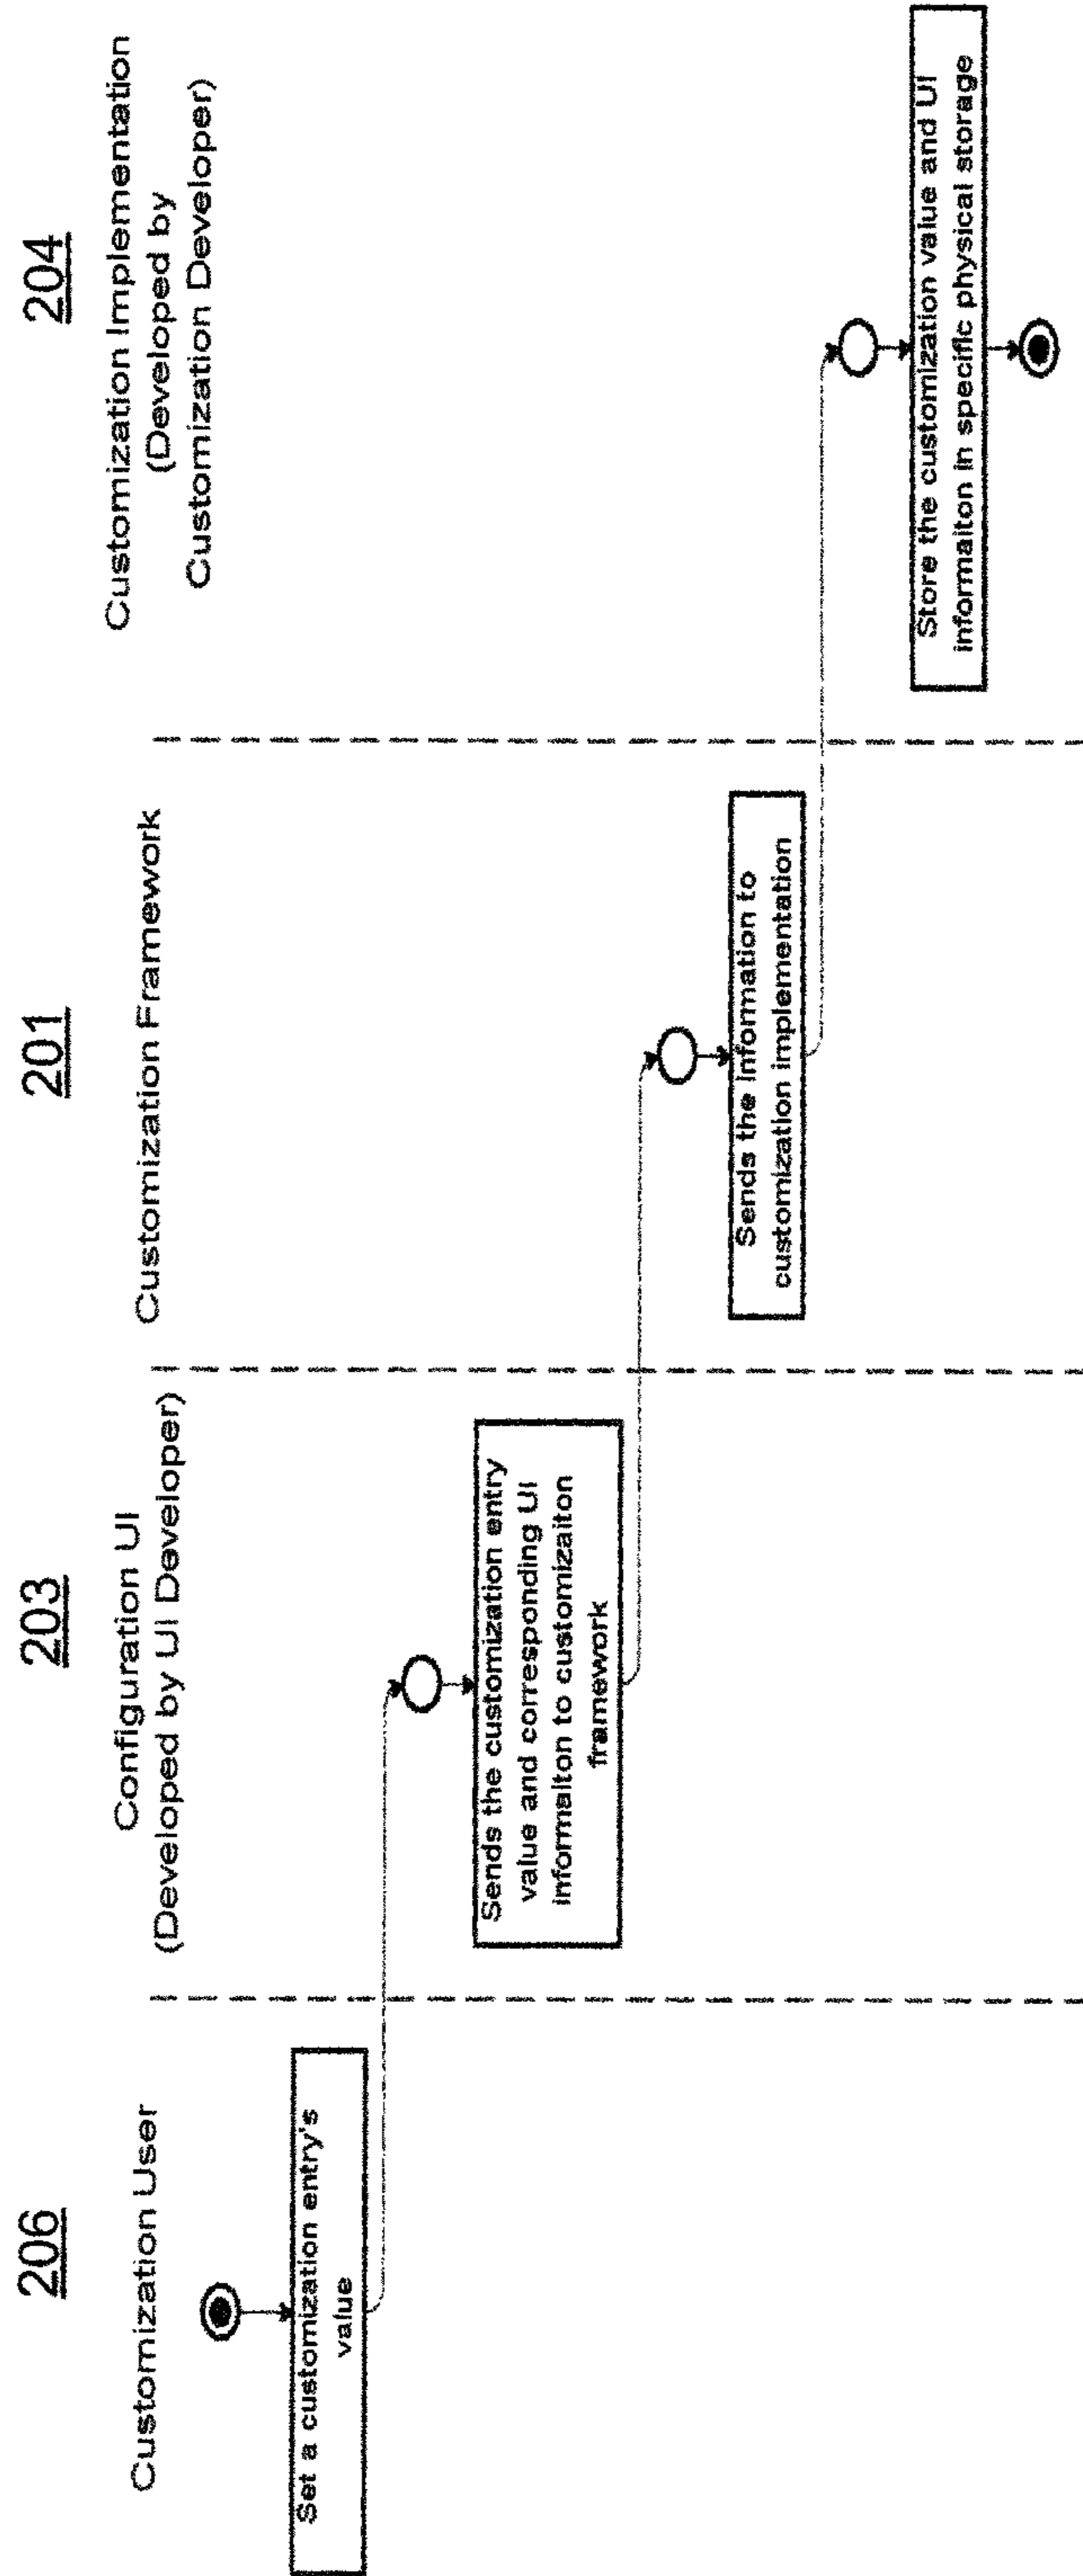 206
Customization User
Set a customization entry's
value
203
Configuration UI
(Developed by UI Developer)
Sends the customization entry
value and corresponding UI
informaiton to customizaiton
framework
201
Customization Framework
Sends the information to
customization implementation
204
Customization Implementation
(Developed by
Customization Developer)
Store the customization value and UI
informaiton in specific physical storage